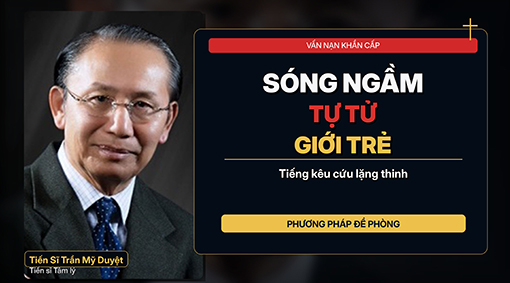 VẤN NẠN KHẨN CẤP
SÓNG NGẦM
TỰ TỬ
GIỚI TRẺ
Tiếng kêu cứu lặng thinh
PHƯƠNG PHÁP ĐỀ PHÒNG
Tiến Sĩ Trần Mỹ Duyệt
Tiến sĩ Tâm lý